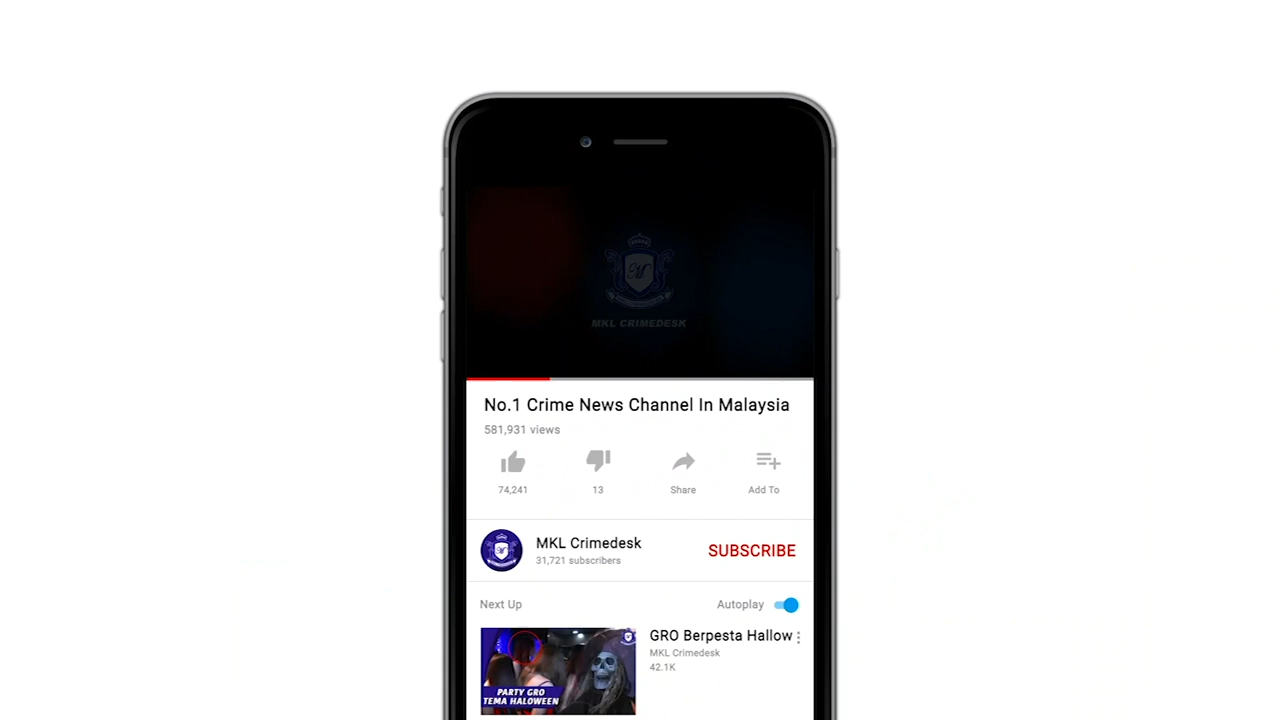 MKL CRIMEDESK
No.1 Crime News Channel In Malaysia
581,931 views
74,241
13
Share
Add To
MKL Crimedesk
31,721 subscribers
SUBSCRIBE
Next Up
Autoplay
GRO Berpesta Hallow
MKL Crimedesk
42.1K
PARTY GRO
TEMA HALOWEEN